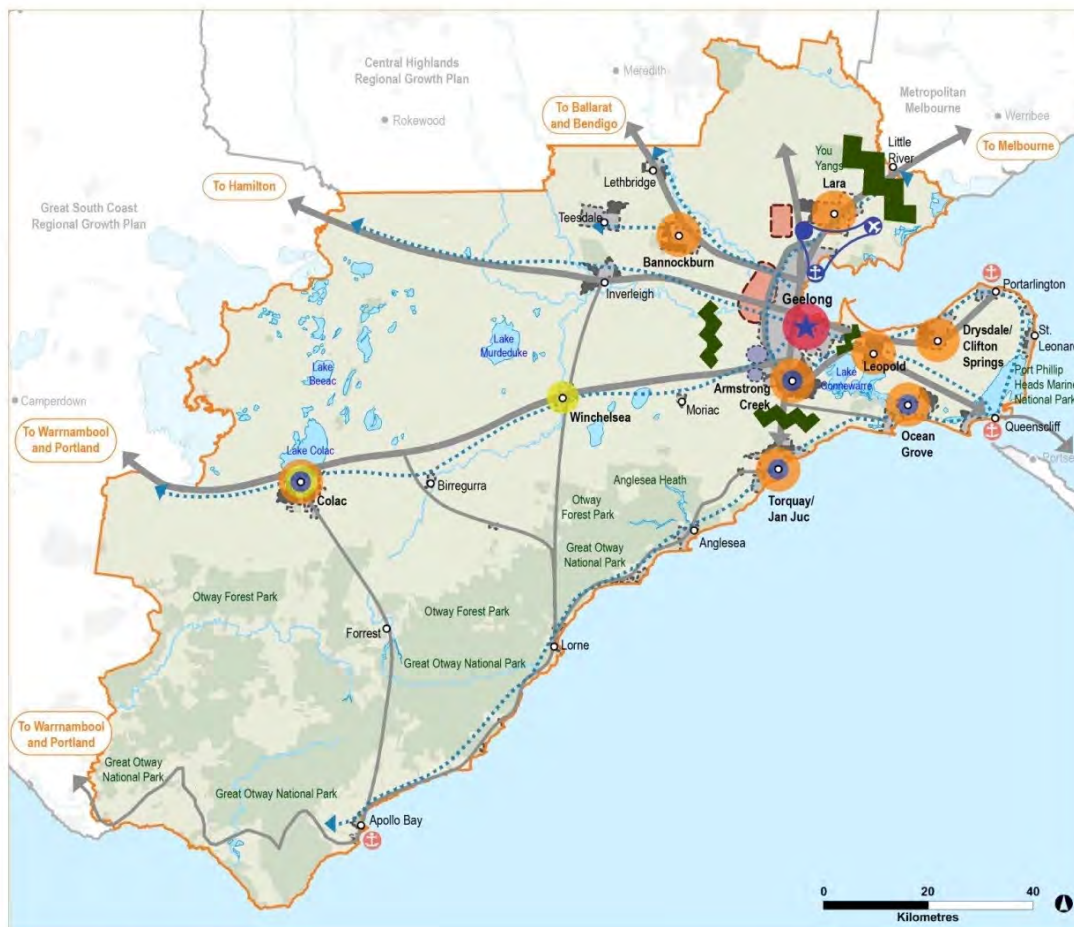 Central Highlands
Regional Growth Plan
Meredith
Metropolitan
Melbourne
Rokewood
To Ballarat
and Bendigo
Werribee
To Melbourne
Little
River
You
Yangs
Lara
To Hamilton
Lethbridge
Great South Coast
Regional Growth Plan
Teesdale
Bannockburn
Inverleigh
Geelong
Portarlington
Drysdale/
Clifton
Springs
St.
Leonard
Lake
Murdeduke
Lake
Beeac
Leopold
Lake
Connewarre
Port Phillip
Heads Marine
National Park
Armstrong
Creek
Camperdown
Winchelsea
Moriac
Ocean
Grove
Queenscliff
To Warrnambool
and Portland
Lake Colac
Colac
Birregurra
Anglesea Heath
Torquay/
Jan Juc
Otway
Forest Park
Anglesea
Great Otway
National Park
Otway Forest Park
Otway Forest Park
Forrest
Great Otway National Park
Lorne
To Warrnambool
and Portland
Great Otway
National Park
Great Otway National Park
Apollo Bay
0 20 40
Kilometres